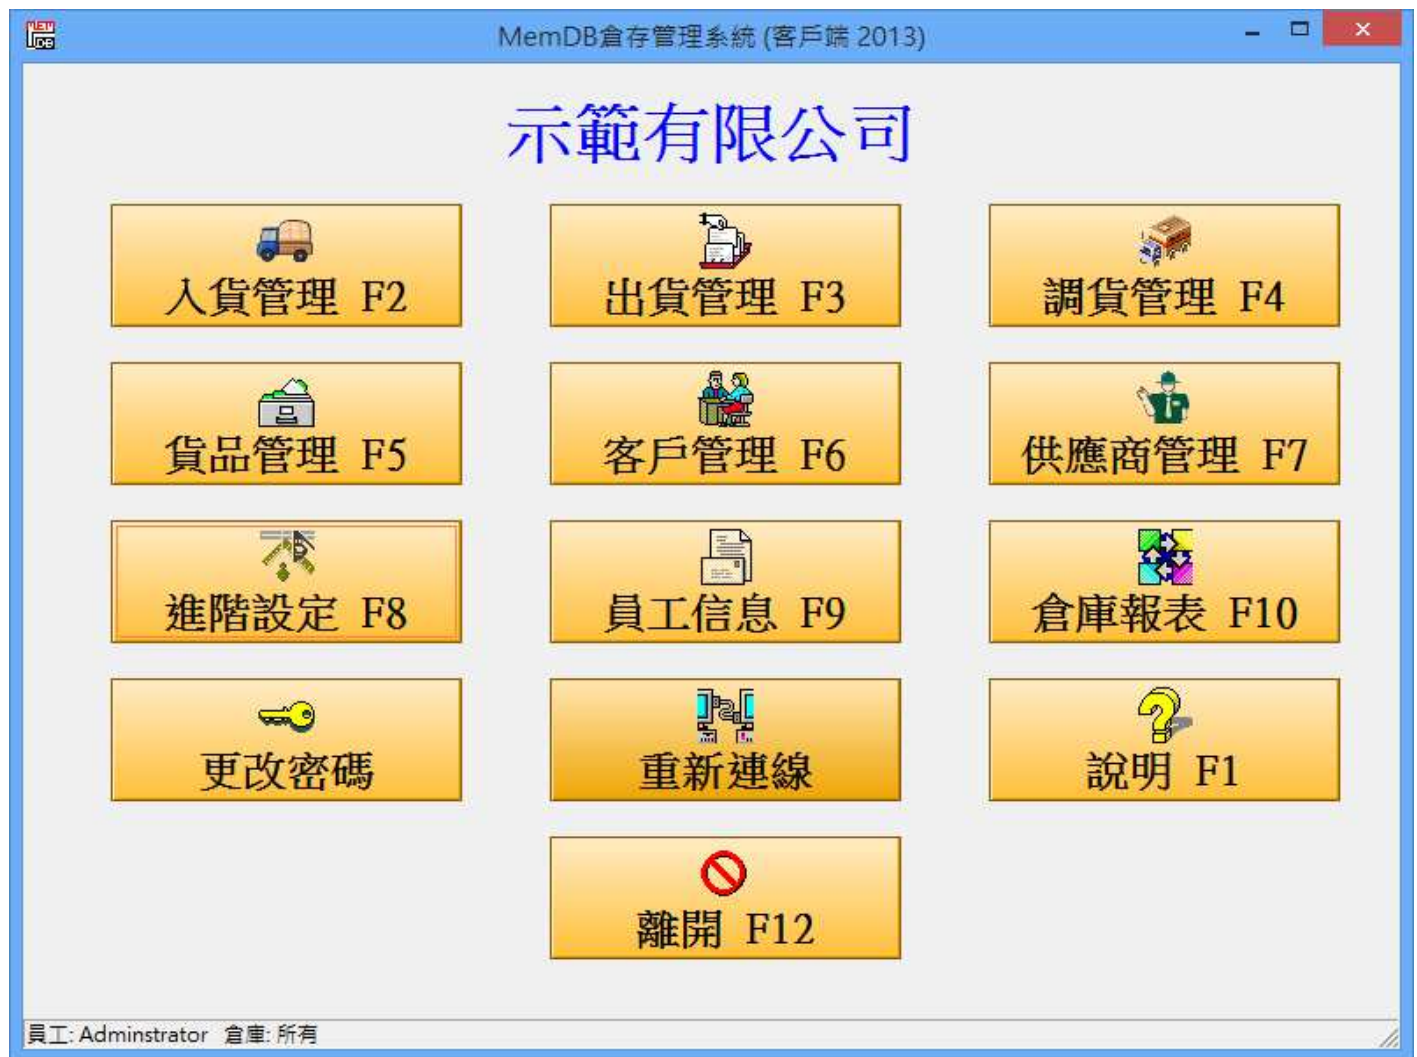 MEM
DB
MemDB倉存管理系統 (客戶端 2013)
示範有限公司
入貨管理 F2
出貨管理 F3
調貨管理 F4
貨品管理 F5
客戶管理 F6
供應商管理 F7
進階設定 F8
員工信息 F9
倉庫報表 F10
更改密碼
重新連線
說明 F1
離開 F12
員工: Adminstrator 倉庫: 所有